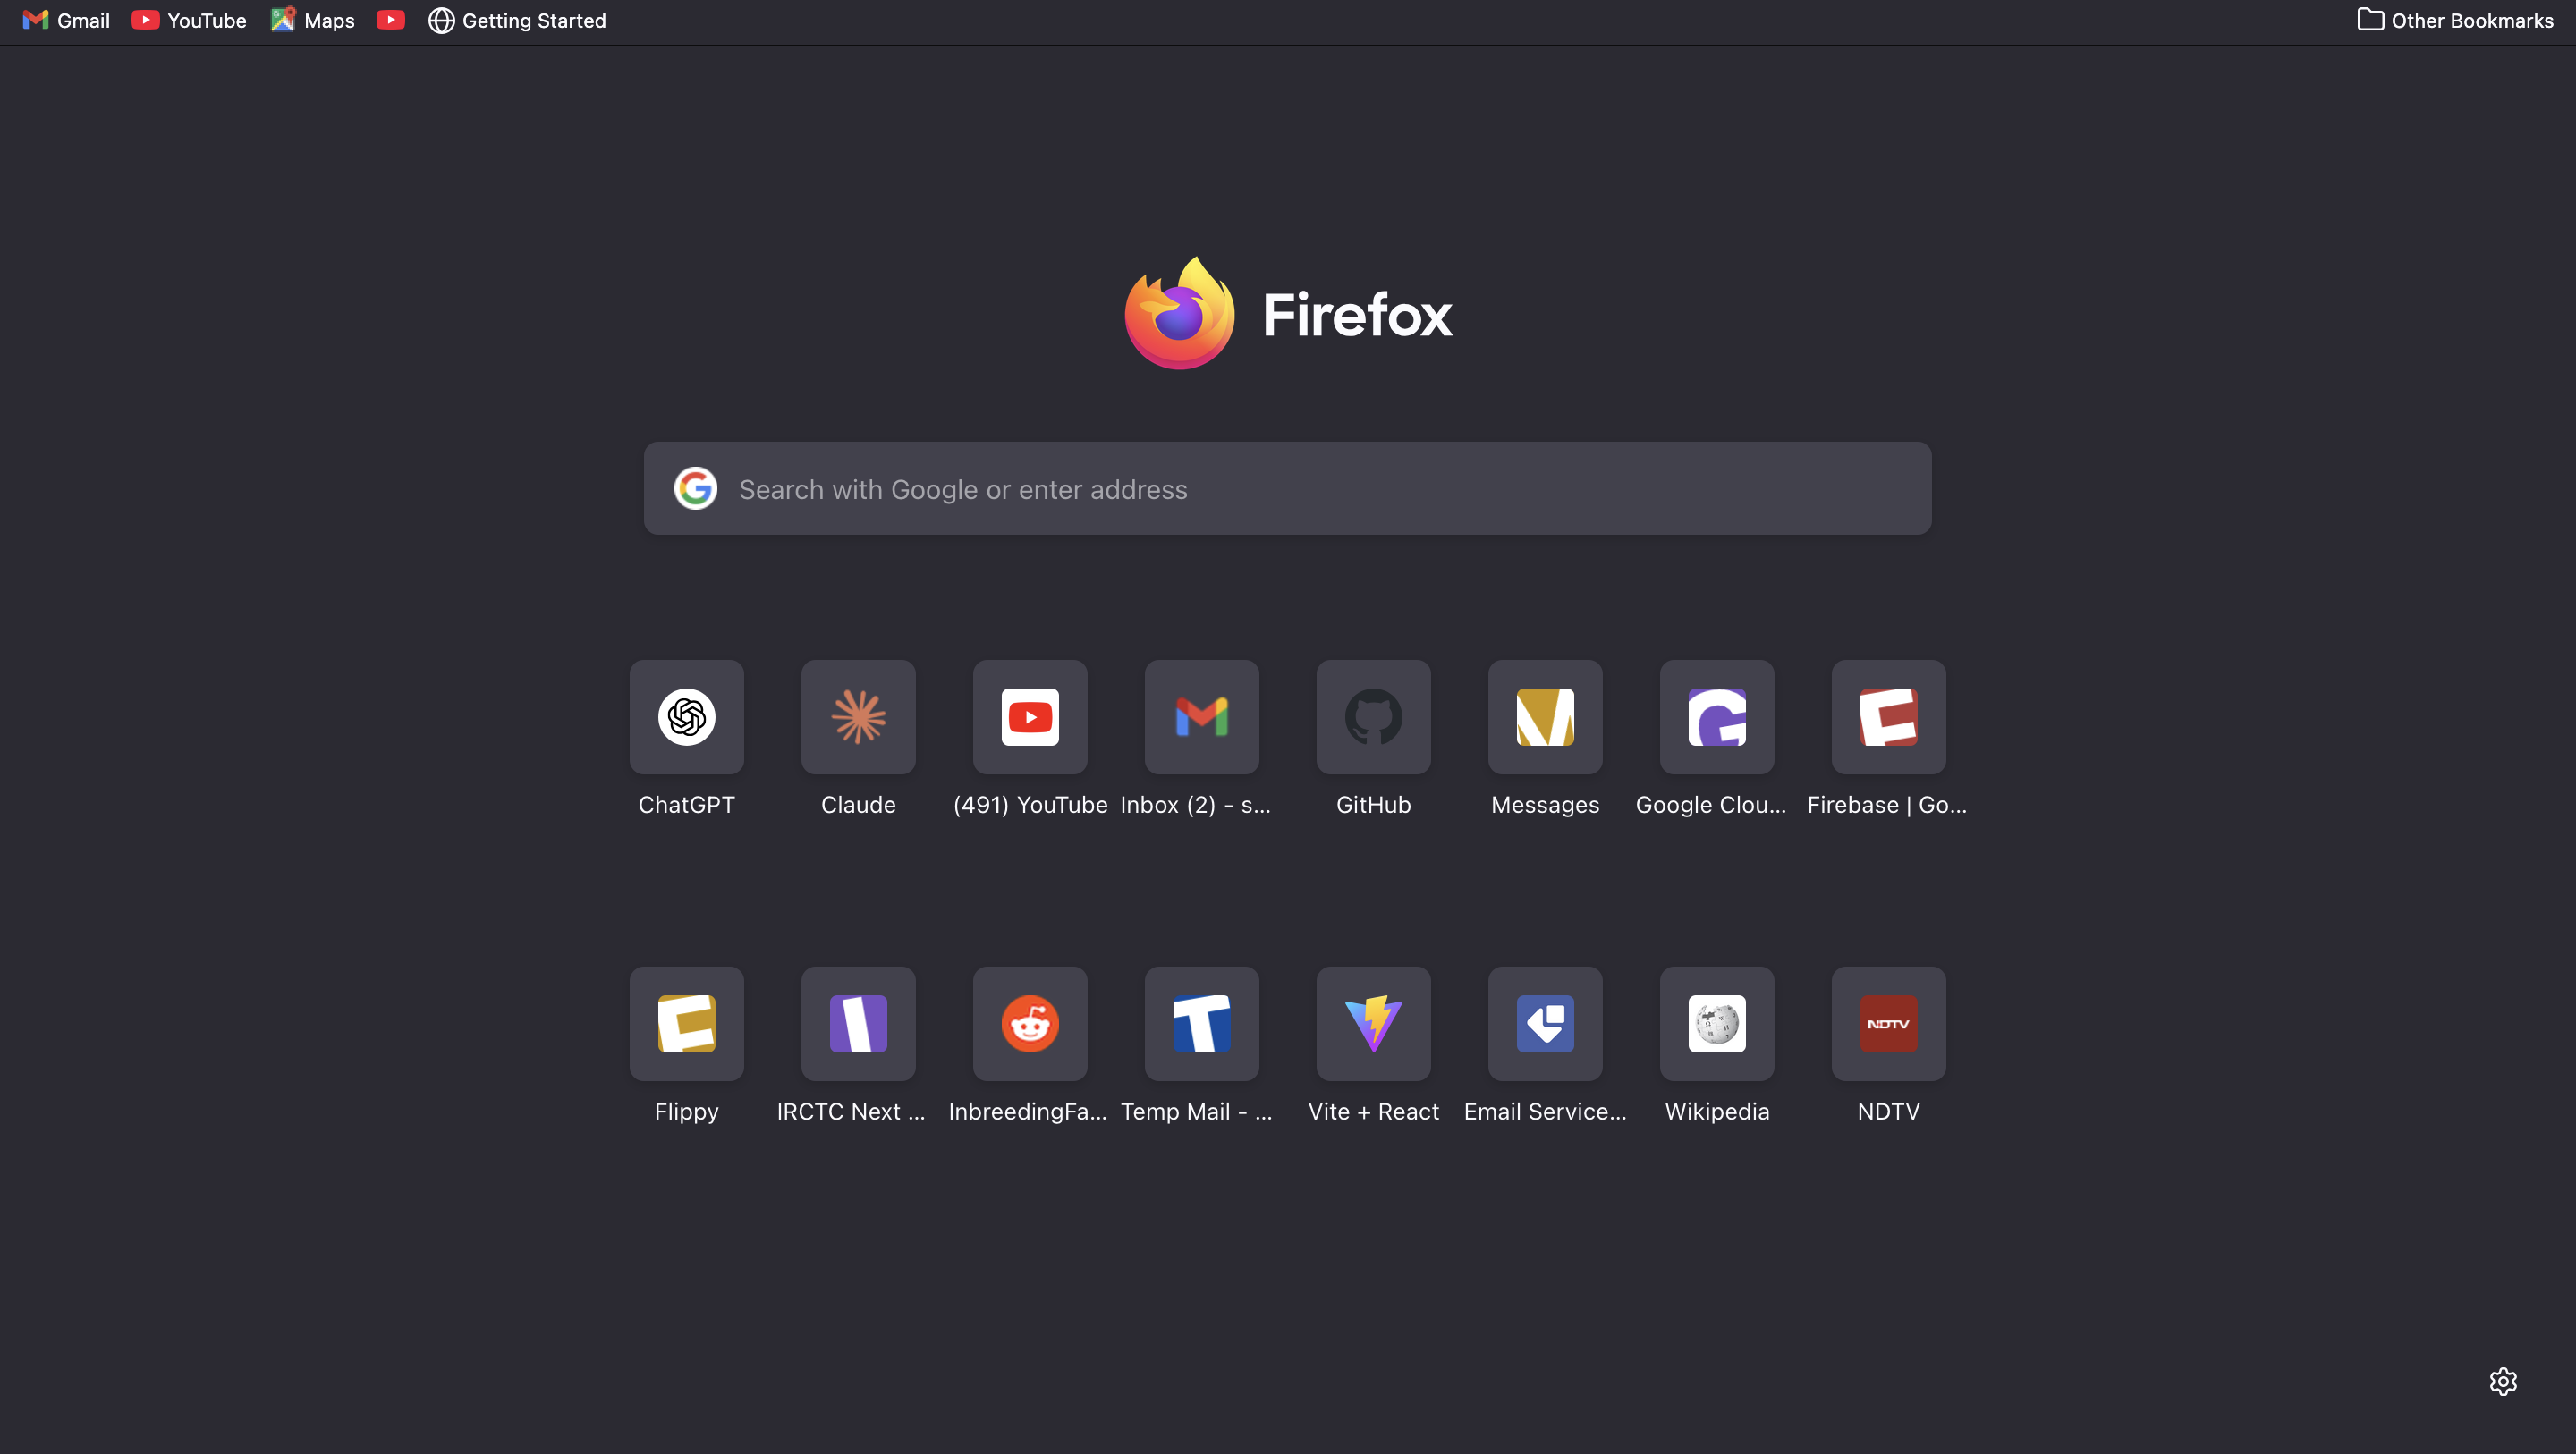 Gmail YouTube Maps Getting Started Other Bookmarks
Firefox
Search with Google or enter address
ChatGPT Claude (491) YouTube Inbox (2) - s... GitHub Messages Google Clou... Firebase | Go...
NDTV
Flippy IRCTC Next ... InbreedingFa... Temp Mail - ... Vite + React Email Service... Wikipedia NDTV